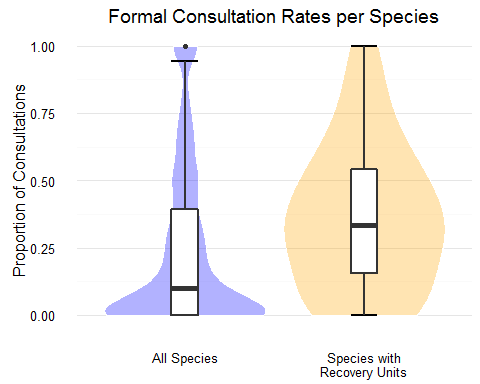 Formal Consultation Rates per Species
Proportion of Consultations
1.00
0.75
0.50
0.25
0.00
All Species
Species with
Recovery Units